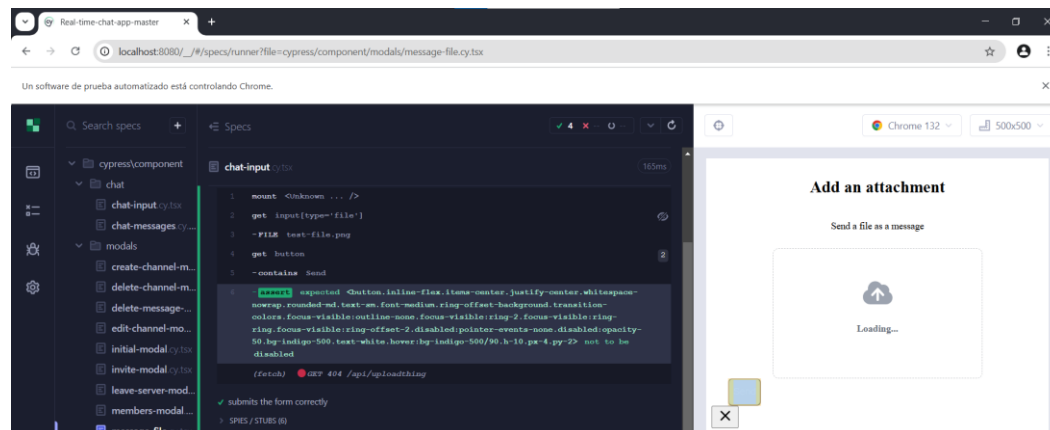 Real-time-chat-app-master
localhost:8080/__/#/specs/runner?file=cypress/component/modals/message-file.cy.tsx
Un software de prueba automatizado está controlando Chrome.
Search specs
Specs
4
Chrome 132
500x500
cypress\component
chat
chat-input.cy.tsx
chat-messages.cy....
modals
create-channel-m...
delete-channel-m...
delete-message-...
edit-channel-mo...
initial-modal.cy.tsx
invite-modal.cy.tsx
leave-server-mod...
members-modal....
chat-input.cy.tsx
165ms
1 mount <Unknown ... />
2 get input[type='file']
3 -FILE test-file.png
4 get button 2
5 -contains Send
6 -assert expected <button.inline-flex.items-center.justify-center.whitespace-
nowrap.rounded-md.text-sm.font-medium.ring-offset-background.transition-
colors.focus-visible:outline-none.focus-visible:ring-2.focus-visible:ring-
ring.focus-visible:ring-offset-2.disabled:pointer-events-none.disabled:opacity-
50.bg-indigo-500.text-white.hover:bg-indigo-500/90.h-10.px-4.py-2> not to be
disabled
(fetch) GET 404 /api/uploadthing
submits the form correctly
SPIES / STUBS (6)
Add an attachment
Send a file as a message
Loading...